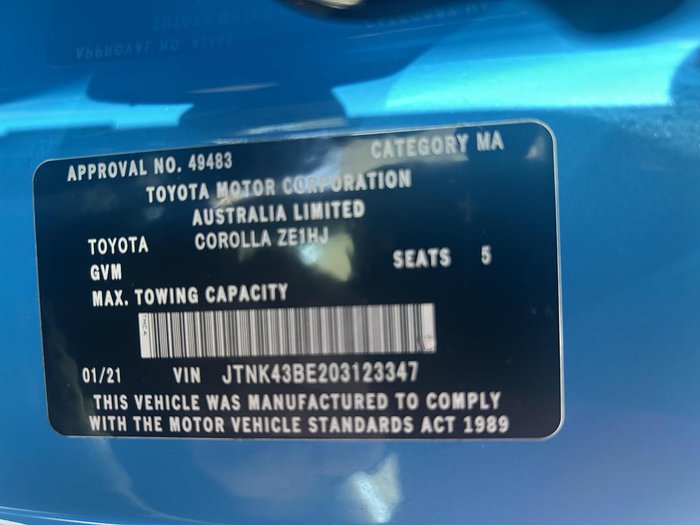 APPROVAL NO. 49483 CATEGORY MA
TOYOTA MOTOR CORPORATION
AUSTRALIA LIMITED
TOYOTA COROLLA ZE1HJ
GVM SEATS 5
MAX. TOWING CAPACITY
01/21 VIN JTNK43BE203123347
THIS VEHICLE WAS MANUFACTURED TO COMPLY
WITH THE MOTOR VEHICLE STANDARDS ACT 1989